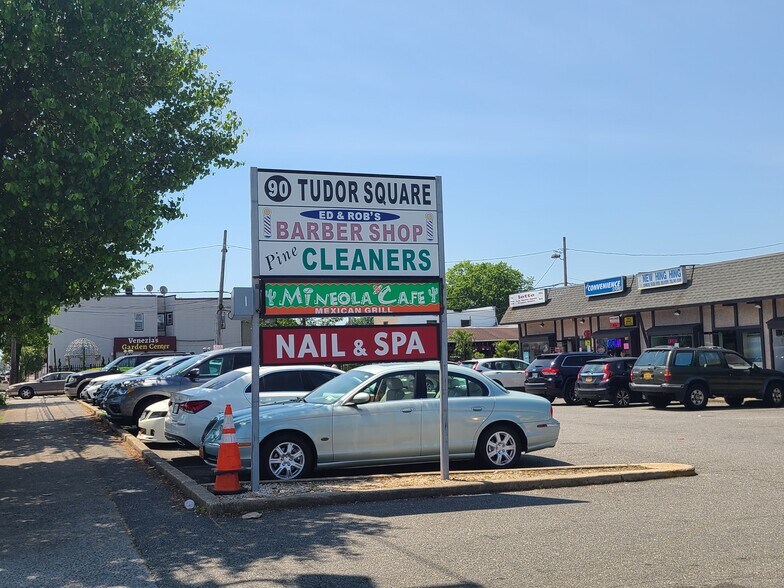 90 TUDOR SQUARE
ED & ROB'S
BARBER SHOP
Pine CLEANERS
MINEOLA CAFE
MEXICAN GRILL
NAIL & SPA
Venezia's
Garden Center
lotto
CONVENIENCE
NEW HING HING